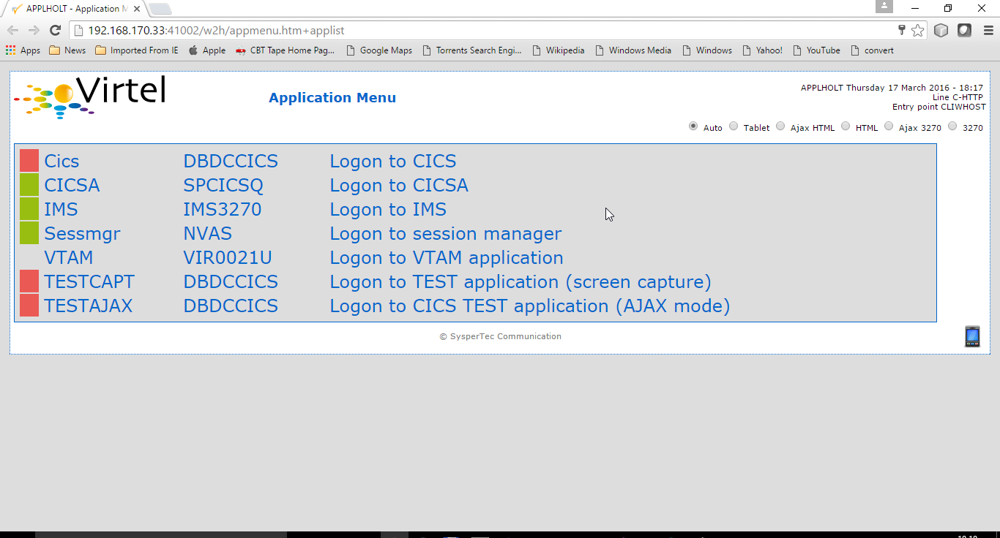 APPLHOLT - Application M
192.168.170.33:41002/w2h/appmenu.htm+applist
Apps News Imported From IE Apple CBT Tape Home Pag... Google Maps Torrents Search Engi... Wikipedia Windows Media Windows Yahoo! YouTube convert
Virtel
Application Menu
APPLHOLT Thursday 17 March 2016 - 18:17
Line C-HTTP
Entry point CLIWHOST
Auto Tablet Ajax HTML HTML Ajax 3270 3270
Cics DBDCCICS Logon to CICS
CICSA SPCICSQ Logon to CICSA
IMS IMS3270 Logon to IMS
Sessmgr NVAS Logon to session manager
VTAM VIR0021U Logon to VTAM application
TESTCAPT DBDCCICS Logon to TEST application (screen capture)
TESTAJAX DBDCCICS Logon to CICS TEST application (AJAX mode)
© SysperTec Communication